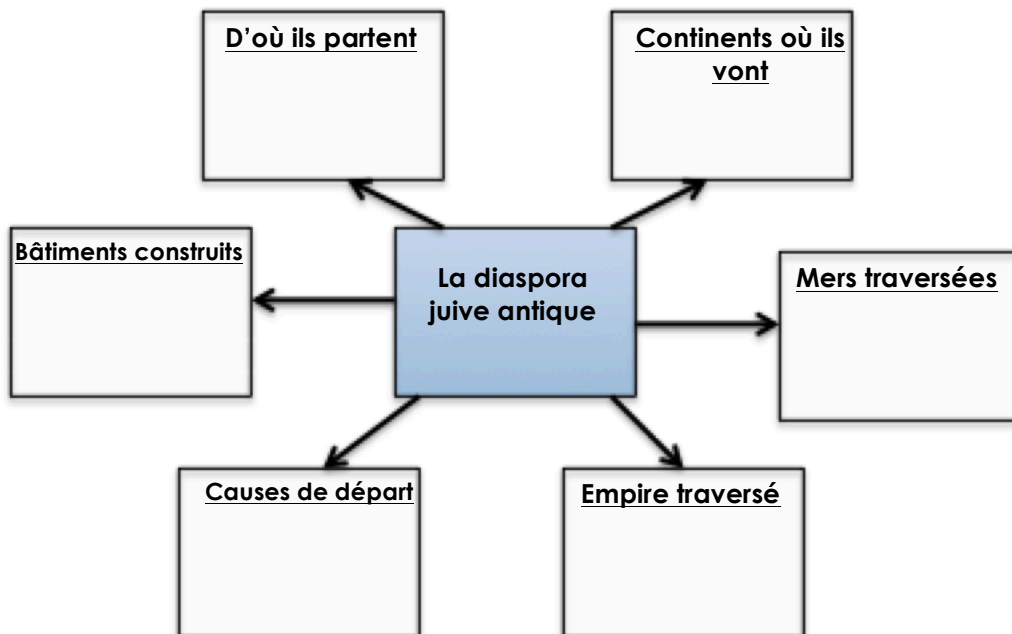 D’où ils partent
Continents où ils
vont
Bâtiments construits
La diaspora
juive antique
Mers traversées
Causes de départ
Empire traversé